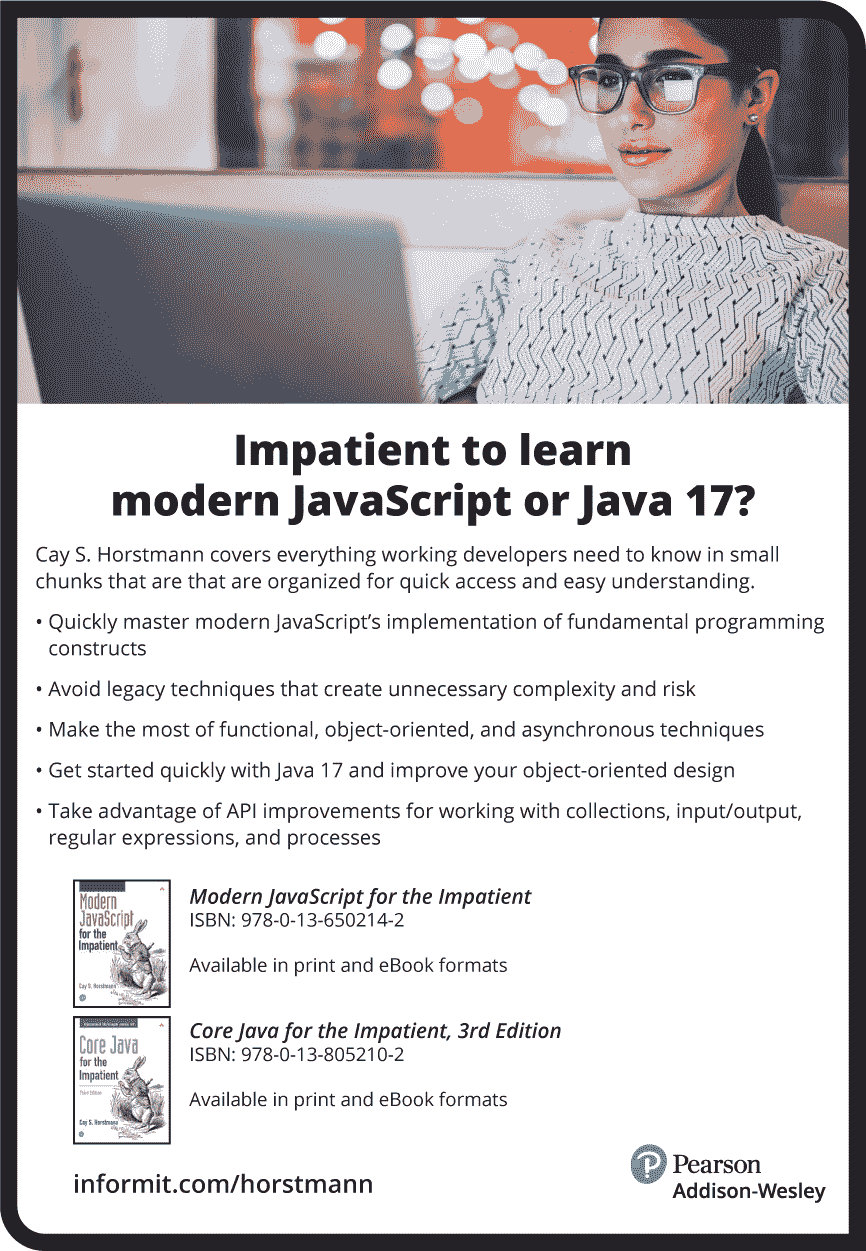 Impatient to learn
modern JavaScript or Java 17?
Cay S. Horstmann covers everything working developers need to know in small
chunks that are that are organized for quick access and easy understanding.
• Quickly master modern JavaScript’s implementation of fundamental programming
constructs
• Avoid legacy techniques that create unnecessary complexity and risk
• Make the most of functional, object-oriented, and asynchronous techniques
• Get started quickly with Java 17 and improve your object-oriented design
• Take advantage of API improvements for working with collections, input/output,
regular expressions, and processes
Modern
JavaScript
for the
Impatient
Cay S. Horstmann
Modern JavaScript for the Impatient
ISBN: 978-0-13-650214-2
Available in print and eBook formats
Core Java
for the
Impatient
Third Edition
Cay S. Horstmann
Core Java for the Impatient, 3rd Edition
ISBN: 978-0-13-805210-2
Available in print and eBook formats
informit.com/horstmann
P Pearson
Addison-Wesley